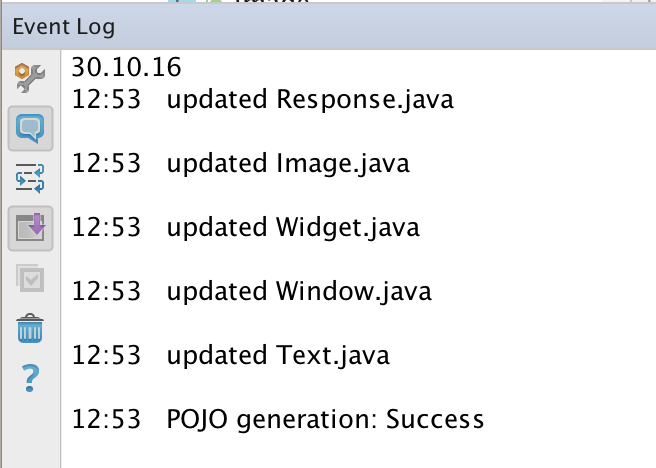 Event Log
30.10.16
12:53 updated Response.java
12:53 updated Image.java
12:53 updated Widget.java
12:53 updated Window.java
12:53 updated Text.java
12:53 POJO generation: Success